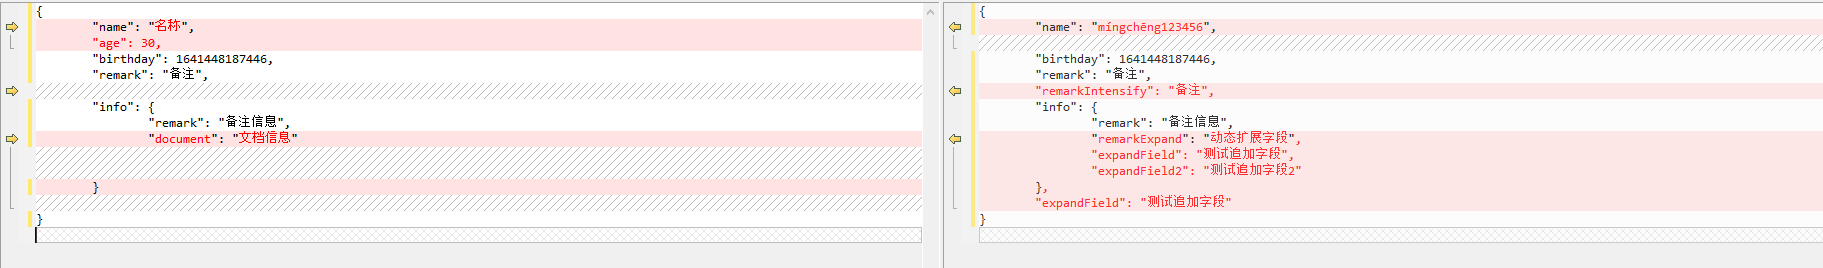 {
"name": "名称",
"age": 30,
"birthday": 1641448187446,
"remark": "备注",
"info": {
"remark": "备注信息",
"document": "文档信息"
}
}
{
"name": "míngchēng123456",
"birthday": 1641448187446,
"remark": "备注",
"remarkIntensify": "备注",
"info": {
"remark": "备注信息",
"remarkExpand": "动态扩展字段",
"expandField": "测试追加字段",
"expandField2": "测试追加字段2"
},
"expandField": "测试追加字段"
}